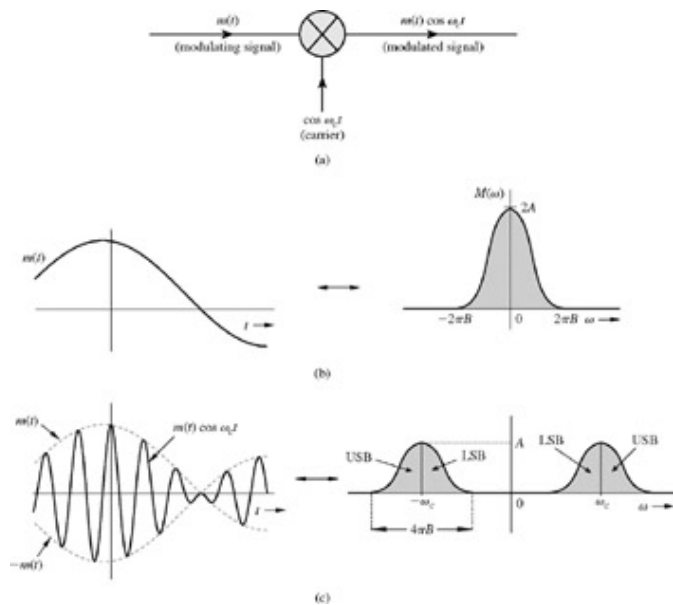 m(t)
m(t) cos ω_c t
(modulating signal)
(modulated signal)
cos ω_c t
(carrier)
(a)
M(ω)
2A
m(t)
t
−2πB
0
2πB
ω
(b)
m(t)
m(t) cos ω_c t
A
USB
LSB
LSB
USB
t
−ω_c
0
ω_c
ω
−m(t)
4πB
(c)